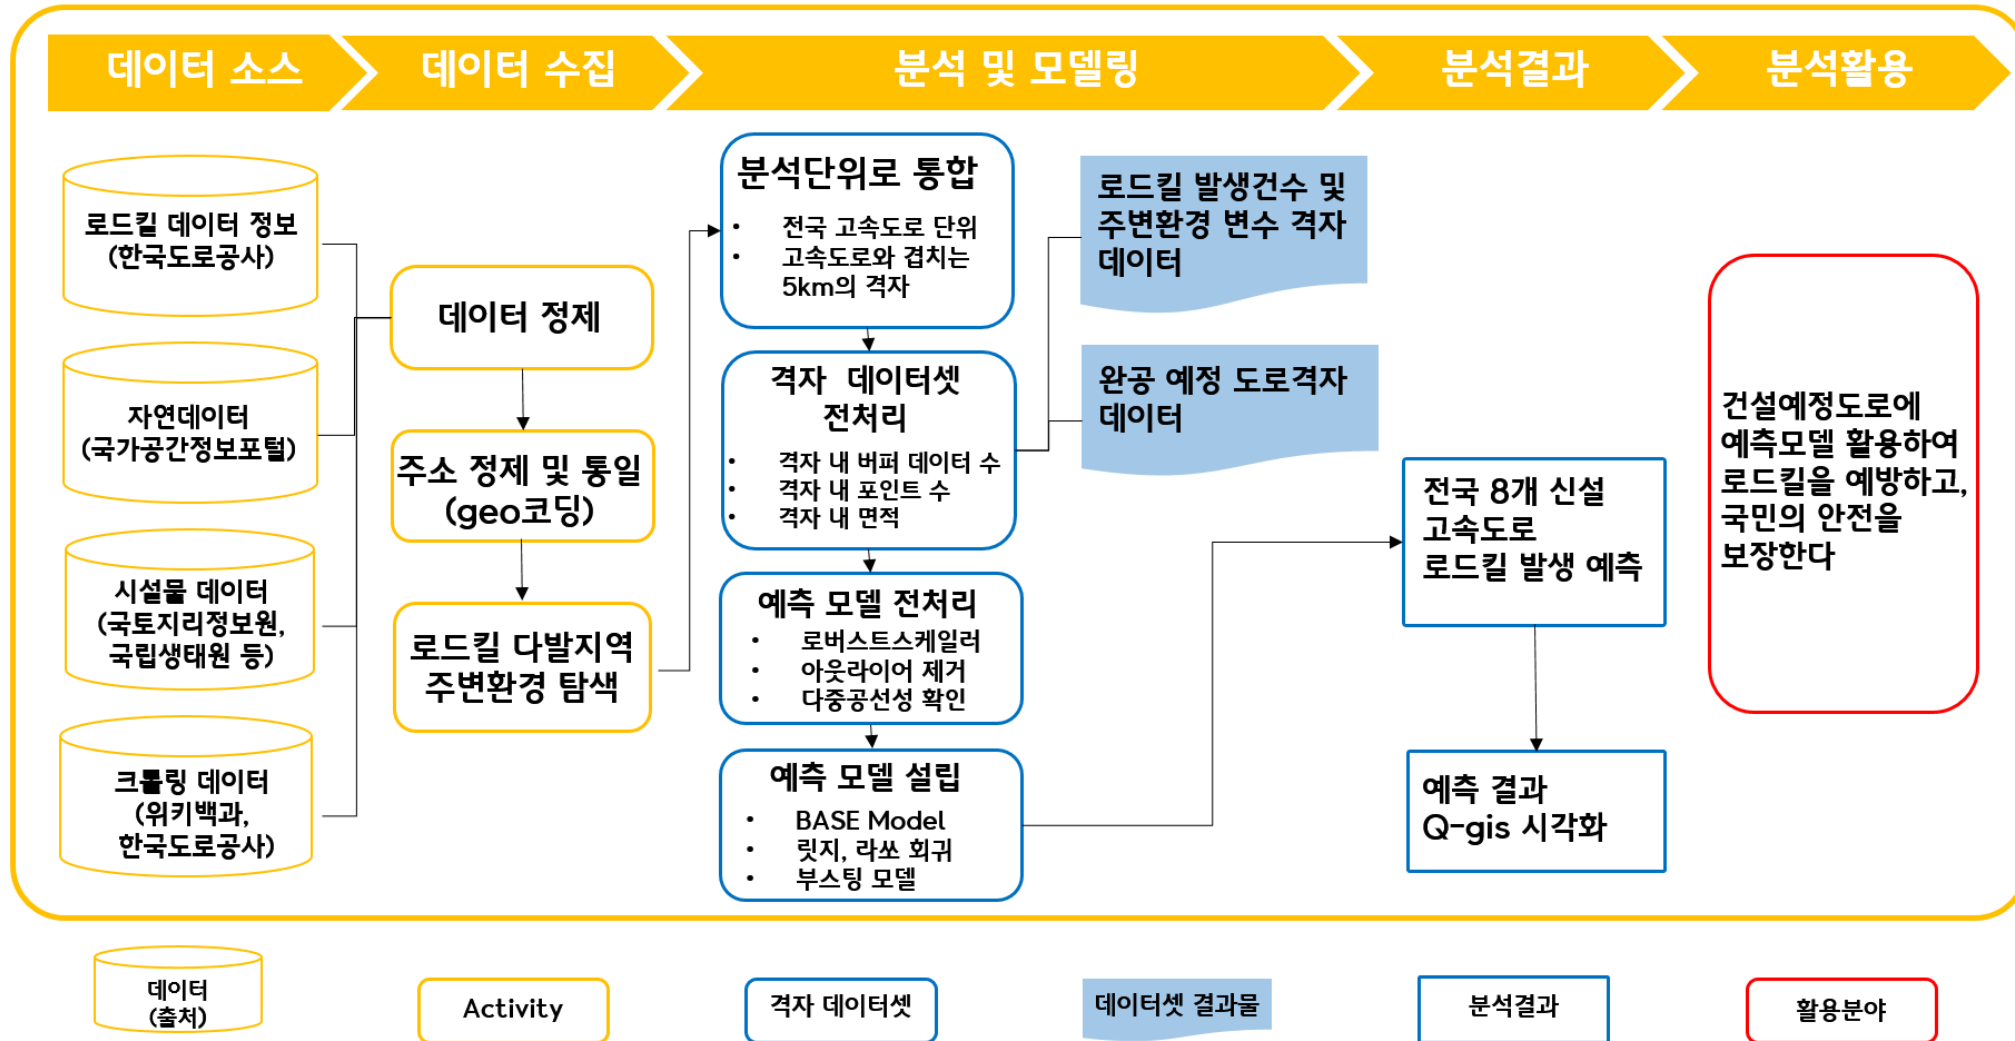 데이터 소스
데이터 수집
분석 및 모델링
분석결과
분석활용
로드킬 데이터 정보
(한국도로공사)
자연데이터
(국가공간정보포털)
시설물 데이터
(국토지리정보원,
국립생태원 등)
크롤링 데이터
(위키백과,
한국도로공사)
데이터 정제
주소 정제 및 통일
(geo코딩)
로드킬 다발지역
주변환경 탐색
분석단위로 통합
• 전국 고속도로 단위
• 고속도로와 겹치는
5km의 격자
격자 데이터셋
전처리
• 격자 내 버퍼 데이터 수
• 격자 내 포인트 수
• 격자 내 면적
예측 모델 전처리
• 로버스트스케일러
• 아웃라이어 제거
• 다중공선성 확인
예측 모델 설립
• BASE Model
• 릿지, 라쏘 회귀
• 부스팅 모델
로드킬 발생건수 및
주변환경 변수 격자
데이터
완공 예정 도로격자
데이터
전국 8개 신설
고속도로
로드킬 발생 예측
예측 결과
Q-gis 시각화
건설예정도로에
예측모델 활용하여
로드킬을 예방하고,
국민의 안전을
보장한다
데이터
(출처)
Activity
격자 데이터셋
데이터셋 결과물
분석결과
활용분야